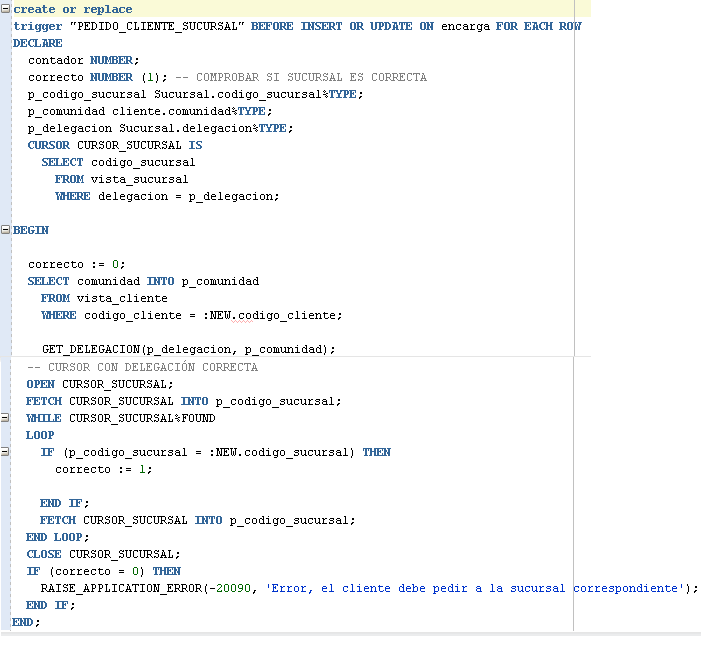 create or replace
trigger "PEDIDO_CLIENTE_SUCURSAL" BEFORE INSERT OR UPDATE ON encarga FOR EACH ROW
DECLARE
contador NUMBER;
correcto NUMBER (1); -- COMPROBAR SI SUCURSAL ES CORRECTA
p_codigo_sucursal Sucursal.codigo_sucursal%TYPE;
p_comunidad cliente.comunidad%TYPE;
p_delegacion Sucursal.delegacion%TYPE;
CURSOR CURSOR_SUCURSAL IS
SELECT codigo_sucursal
FROM vista_sucursal
WHERE delegacion = p_delegacion;
BEGIN
correcto := 0;
SELECT comunidad INTO p_comunidad
FROM vista_cliente
WHERE codigo_cliente = :NEW.codigo_cliente;
GET_DELEGACION(p_delegacion, p_comunidad);
-- CURSOR CON DELEGACIÓN CORRECTA
OPEN CURSOR_SUCURSAL;
FETCH CURSOR_SUCURSAL INTO p_codigo_sucursal;
WHILE CURSOR_SUCURSAL%FOUND
LOOP
IF (p_codigo_sucursal = :NEW.codigo_sucursal) THEN
correcto := 1;
END IF;
FETCH CURSOR_SUCURSAL INTO p_codigo_sucursal;
END LOOP;
CLOSE CURSOR_SUCURSAL;
IF (correcto = 0) THEN
RAISE_APPLICATION_ERROR(-20090, 'Error, el cliente debe pedir a la sucursal correspondiente');
END IF;
END;